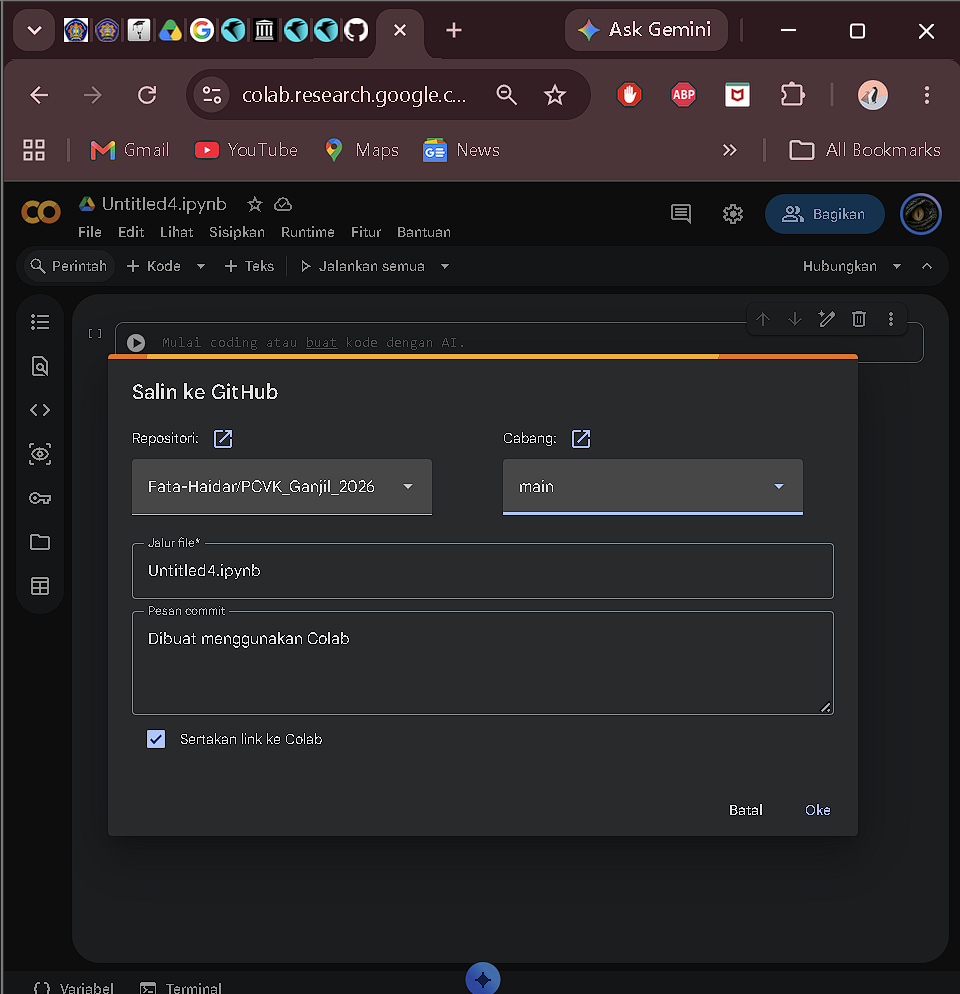 Ask Gemini
colab.research.google.c...
ABP
Gmail
YouTube
Maps
News
All Bookmarks
Untitled4.ipynb
File Edit Lihat Sisipkan Runtime Fitur Bantuan
Bagikan
Perintah + Kode + Teks Jalankan semua
Hubungkan
[ ]
Mulai coding atau buat kode dengan AI.
Salin ke GitHub
Repositori:
Cabang:
Fata-Haidar/PCVK_Ganjil_2026
main
Jalur file*
Untitled4.ipynb
Pesan commit
Dibuat menggunakan Colab
Sertakan link ke Colab
Batal
Oke
Variabel
Terminal